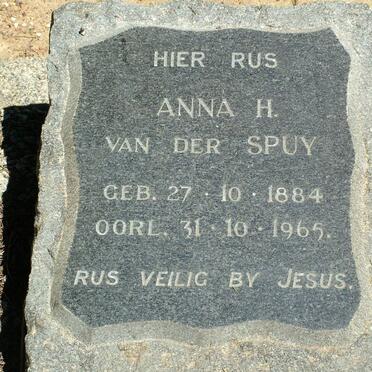 HIER RUS
ANNA H.
VAN DER SPUY
GEB. 27 · 10 · 1884
OORL. 31 · 10 · 1965.
RUS VEILIG BY JESUS.